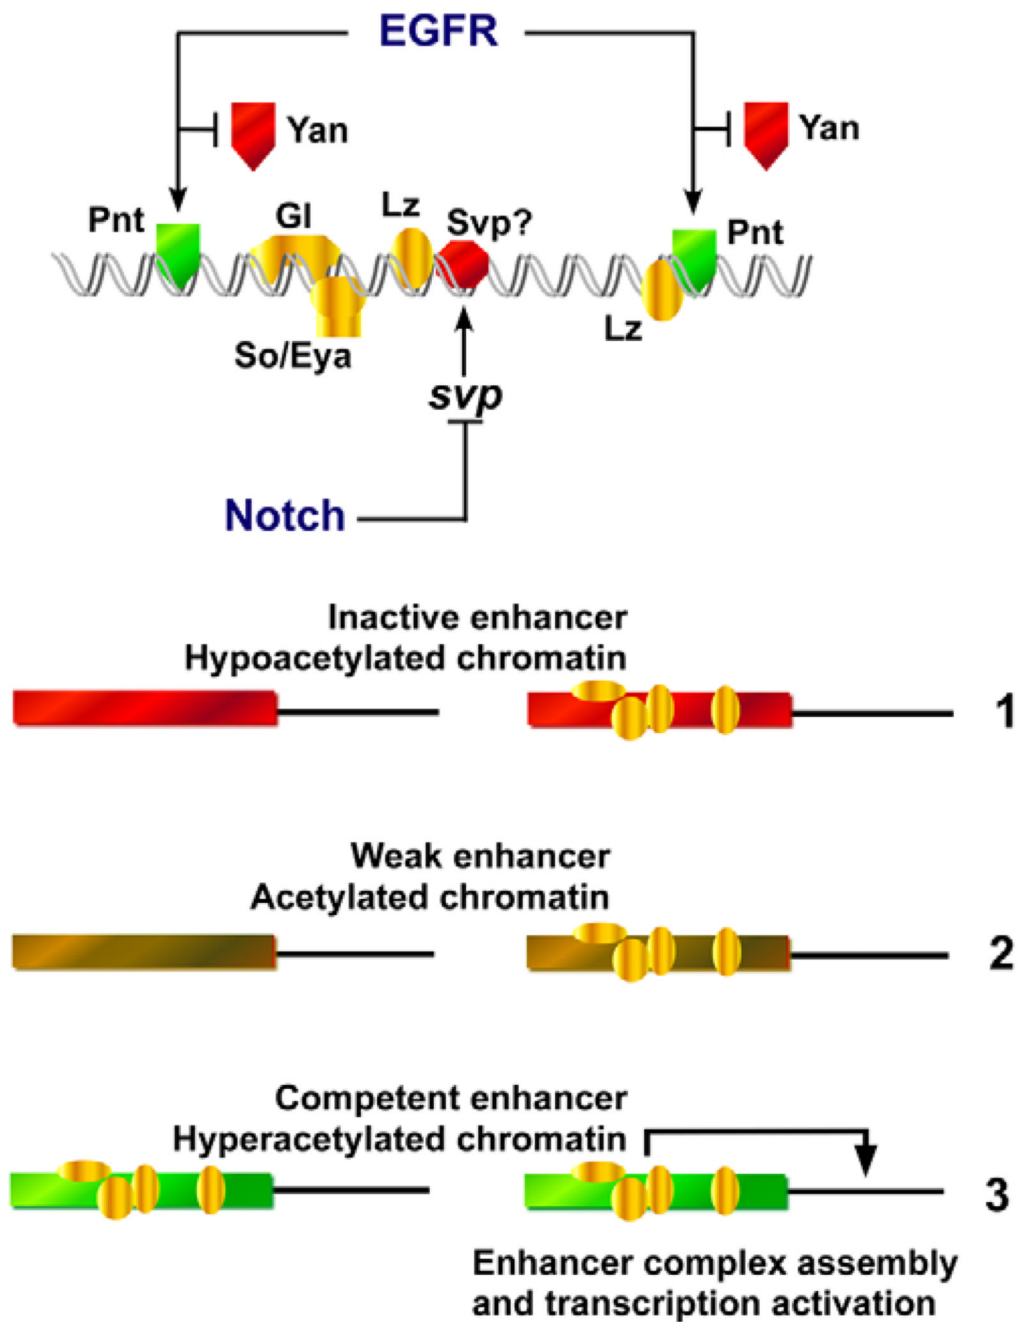 EGFR
Yan
Yan
Pnt
Gl
Lz
Svp?
Pnt
So/Eya
Lz
svp
Notch
Inactive enhancer
Hypoacetylated chromatin
1
Weak enhancer
Acetylated chromatin
2
Competent enhancer
Hyperacetylated chromatin
3
Enhancer complex assembly
and transcription activation